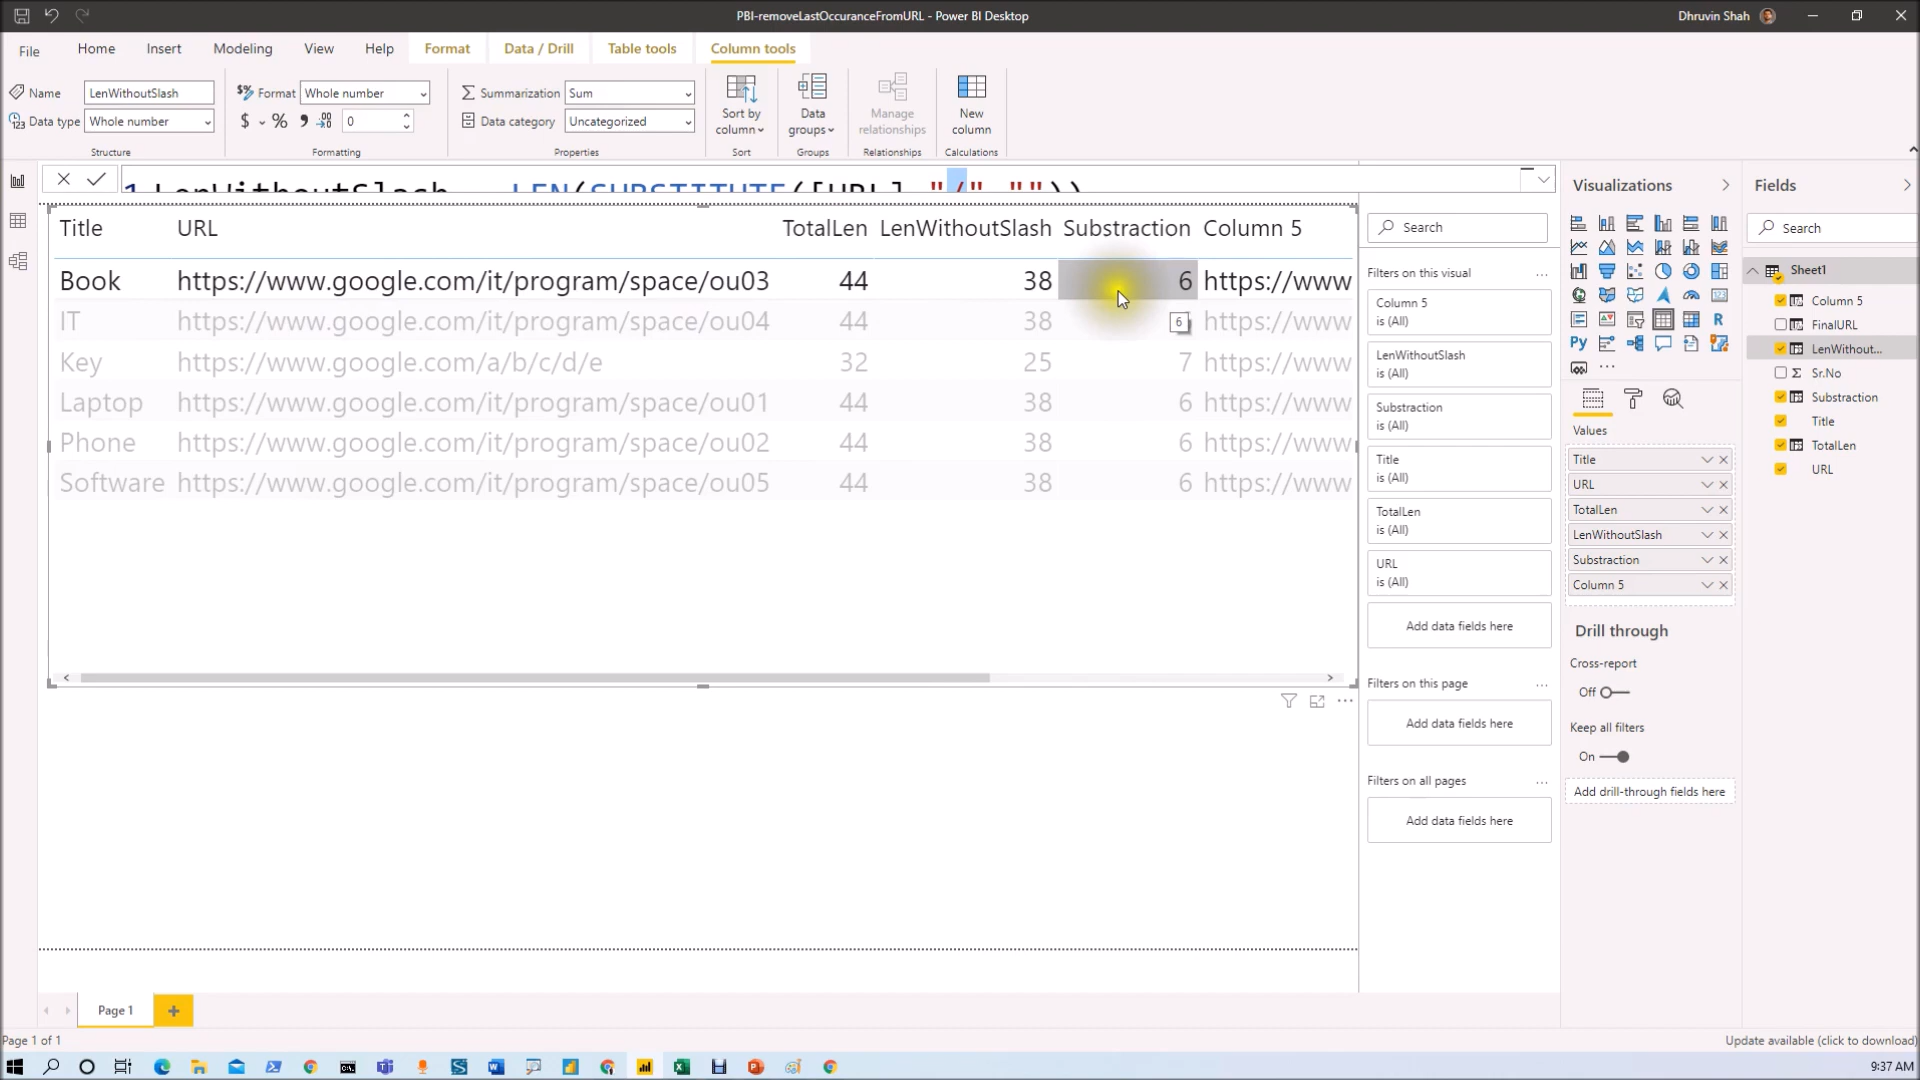 PBI-removeLastOccuranceFromURL - Power BI Desktop
Dhruvin Shah
File Home Insert Modeling View Help Format Data / Drill Table tools Column tools
Name LenWithoutSlash
Format Whole number
Summarization Sum
Data type Whole number
$ % 0
Data category Uncategorized
Sort by column
Data groups
Manage relationships
New column
Structure Formatting Properties Sort Groups Relationships Calculations
1 LenWithoutSlash = LEN(SUBSTITUTE([URL],"/",""))
Title URL TotalLen LenWithoutSlash Substraction Column 5
Book https://www.google.com/it/program/space/ou03 44 38 6 https://www
IT https://www.google.com/it/program/space/ou04 44 38 https://www
6
Key https://www.google.com/a/b/c/d/e 32 25 7 https://www
Laptop https://www.google.com/it/program/space/ou01 44 38 6 https://www
Phone https://www.google.com/it/program/space/ou02 44 38 6 https://www
Software https://www.google.com/it/program/space/ou05 44 38 6 https://www
Search
Filters on this visual ...
Column 5
is (All)
LenWithoutSlash
is (All)
Substraction
is (All)
Title
is (All)
TotalLen
is (All)
URL
is (All)
Add data fields here
Filters on this page ...
Add data fields here
Filters on all pages ...
Add data fields here
Visualizations
R
Py
...
Values
Title
URL
TotalLen
LenWithoutSlash
Substraction
Column 5
Drill through
Cross-report
Off
Keep all filters
On
Add drill-through fields here
Fields
Search
Sheet1
Column 5
FinalURL
LenWithout...
Sr.No
Substraction
Title
TotalLen
URL
Page 1
Page 1 of 1
Update available (click to download)
9:37 AM